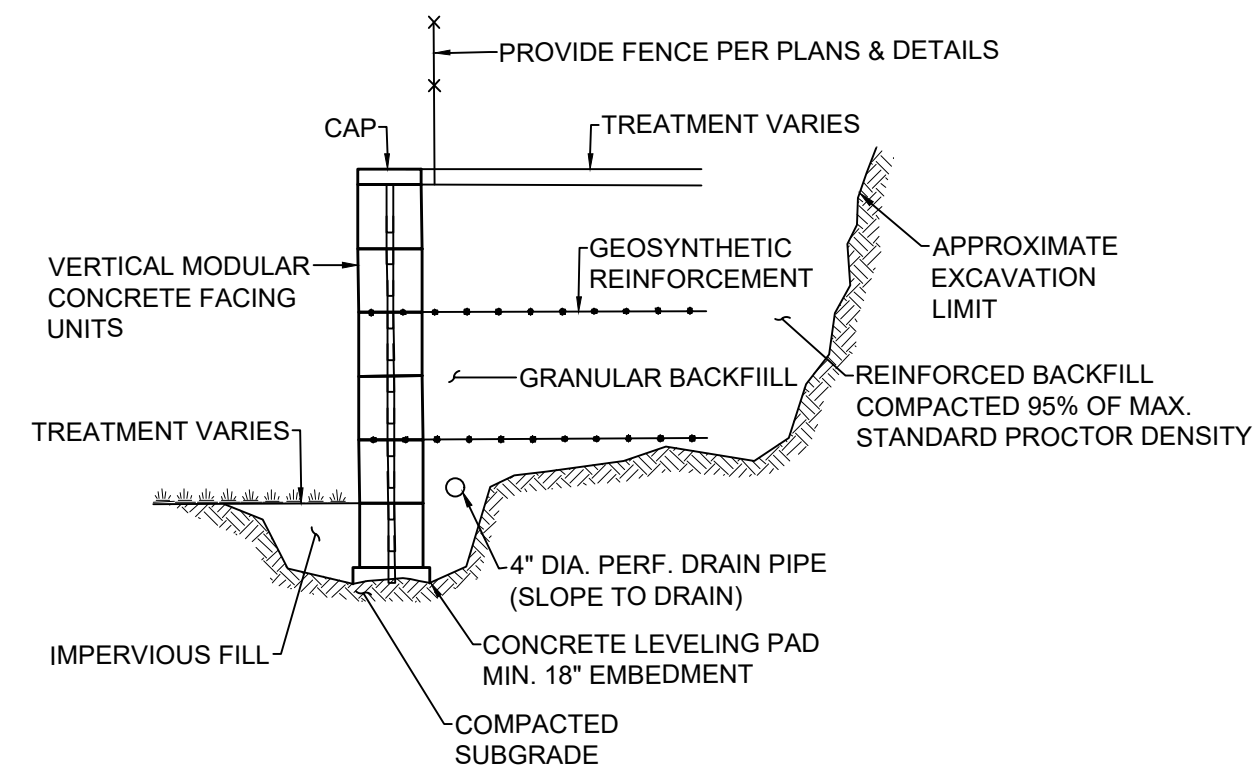 PROVIDE FENCE PER PLANS & DETAILS
CAP
TREATMENT VARIES
VERTICAL MODULAR
CONCRETE FACING
UNITS
GEOSYNTHETIC
REINFORCEMENT
APPROXIMATE
EXCAVATION
LIMIT
GRANULAR BACKFIILL
REINFORCED BACKFILL
COMPACTED 95% OF MAX.
STANDARD PROCTOR DENSITY
TREATMENT VARIES
4" DIA. PERF. DRAIN PIPE
(SLOPE TO DRAIN)
IMPERVIOUS FILL
CONCRETE LEVELING PAD
MIN. 18" EMBEDMENT
COMPACTED
SUBGRADE